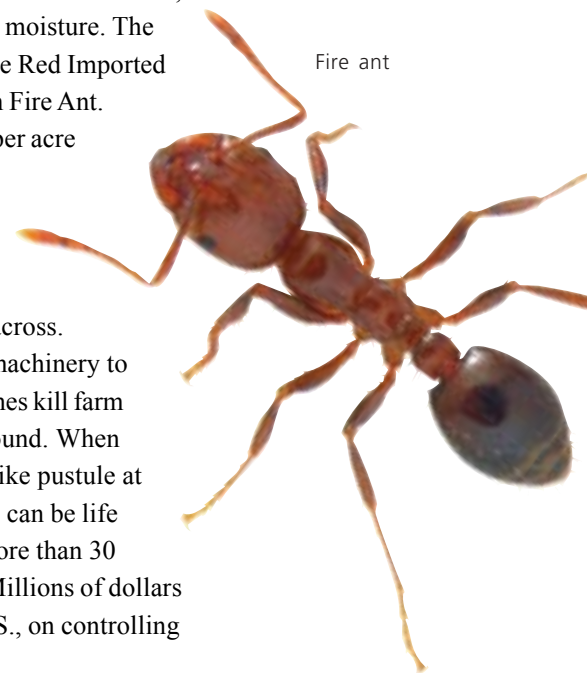 moisture. The
e Red Imported
n Fire Ant.
per acre
Fire ant
across.
machinery to
nes kill farm
ound. When
ike pustule at
can be life
ore than 30
Millions of dollars
S., on controlling